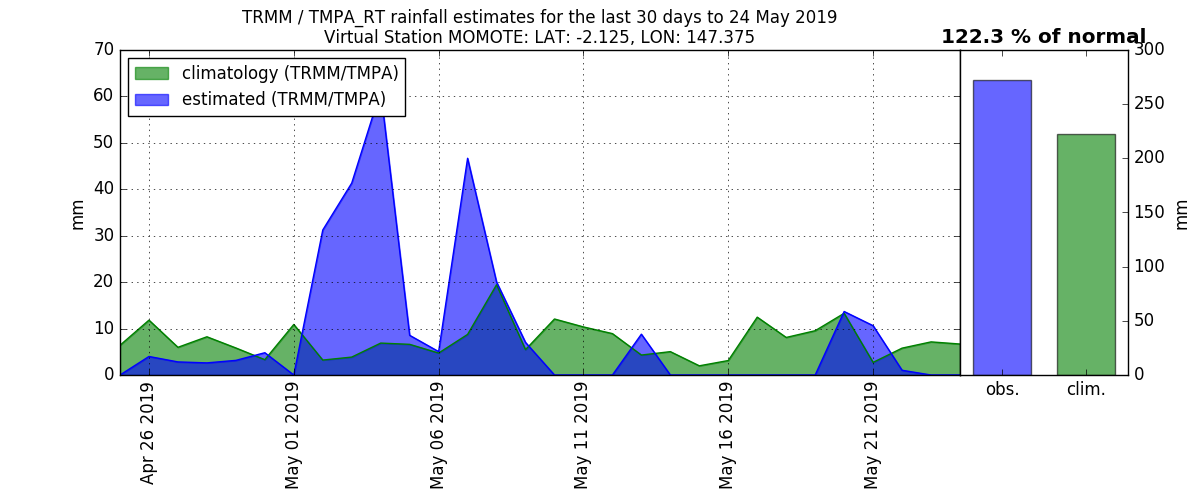 TRMM / TMPA_RT rainfall estimates for the last 30 days to 24 May 2019
Virtual Station MOMOTE: LAT: -2.125, LON: 147.375
122.3 % of normal
climatology (TRMM/TMPA)
estimated (TRMM/TMPA)
70
60
50
40
30
20
10
0
mm
Apr 26 2019
May 01 2019
May 06 2019
May 11 2019
May 16 2019
May 21 2019
300
250
200
150
100
50
0
mm
obs.
clim.